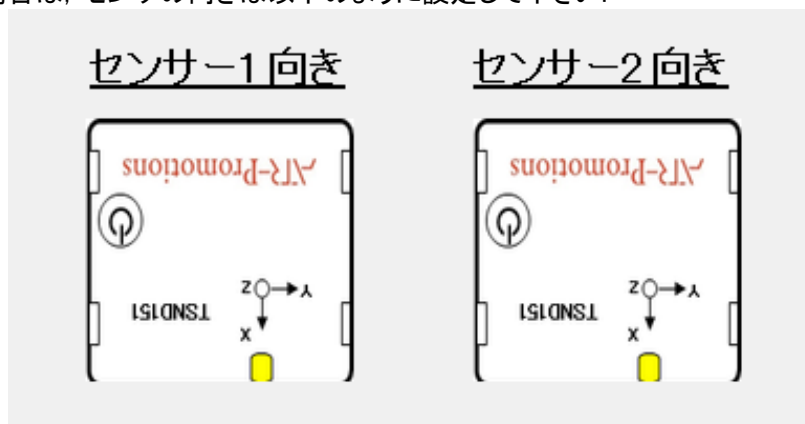 センサー1向き
センサー2向き
ATR-Promotions
ATR-Promotions
Z
Y
X
TSND151
Z
Y
X
TSND151